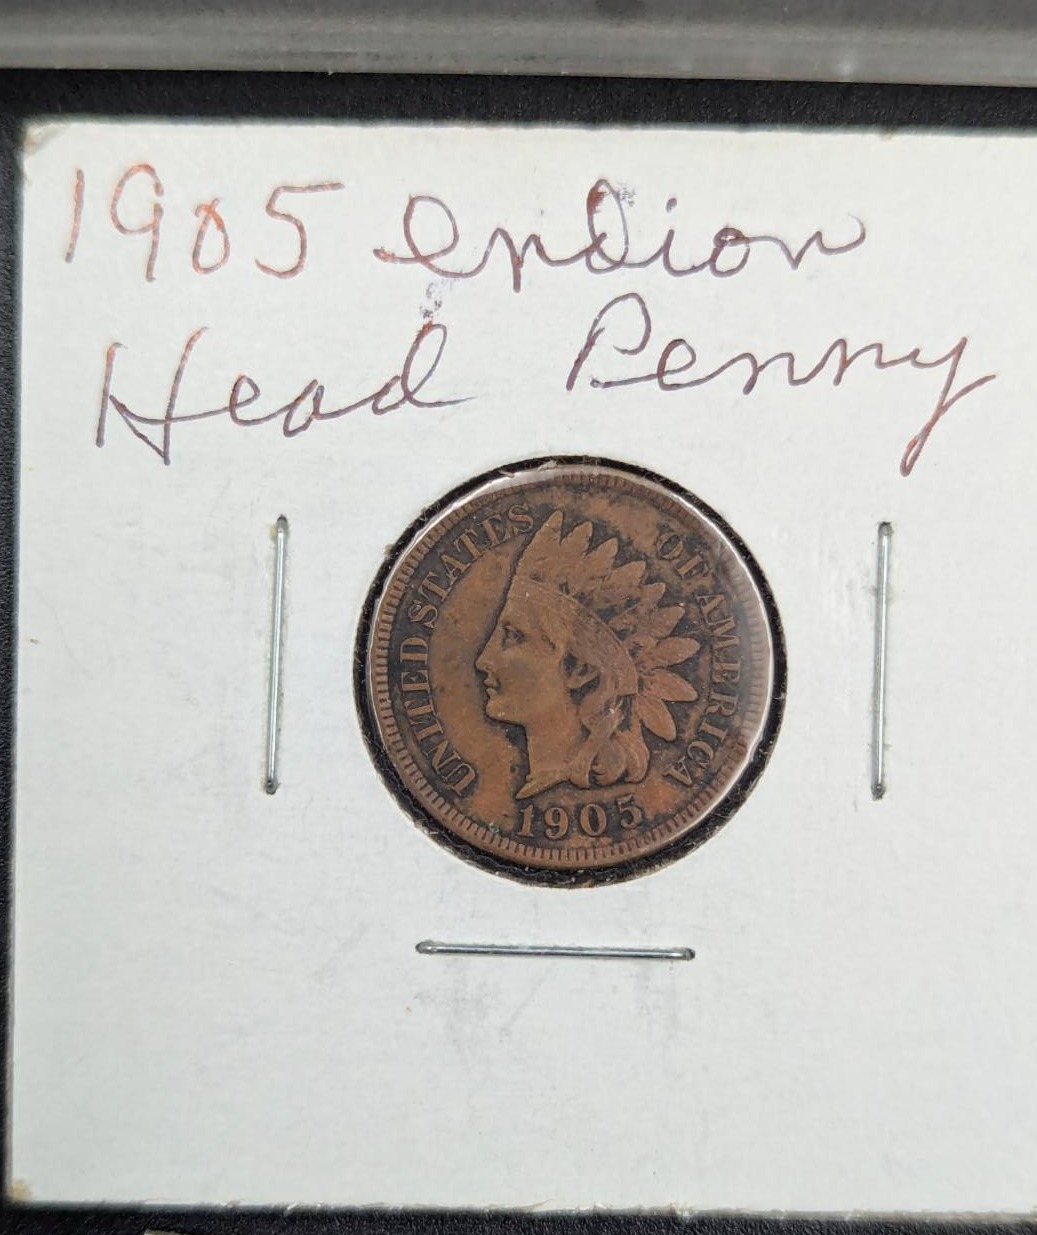 1905 Indian
Head Penny
UNITED STATES OF AMERICA
1905